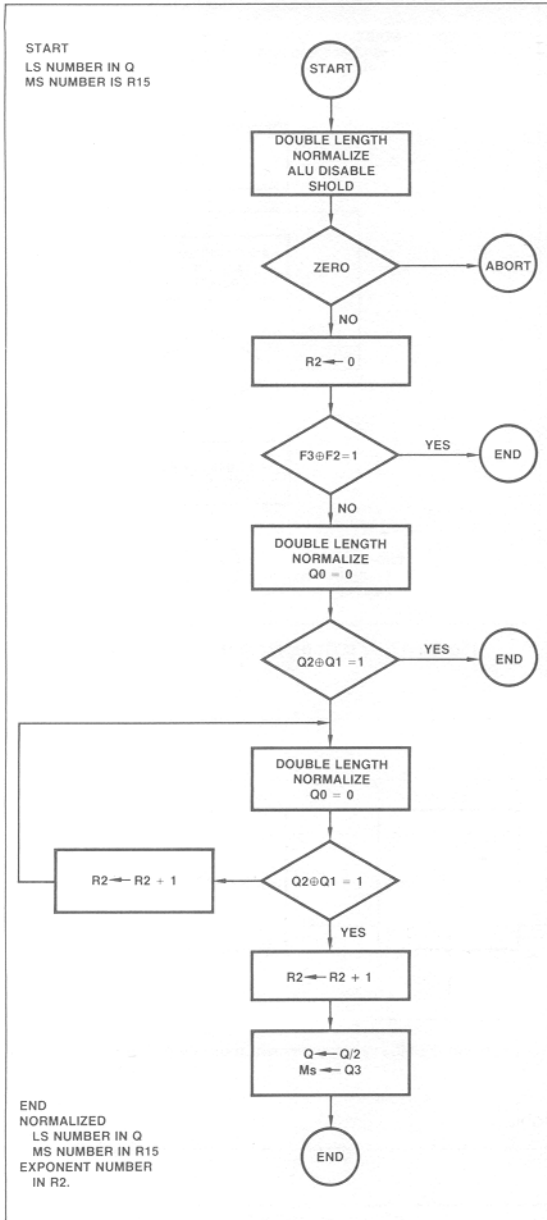 START
LS NUMBER IN Q
MS NUMBER IS R15
START
DOUBLE LENGTH
NORMALIZE
ALU DISABLE
SHOLD
ZERO
ABORT
NO
R2 ← 0
F3⊕F2=1
YES
END
NO
DOUBLE LENGTH
NORMALIZE
Q0 = 0
Q2⊕Q1 =1
YES
END
DOUBLE LENGTH
NORMALIZE
Q0 = 0
R2 ← R2 + 1
Q2⊕Q1 = 1
YES
R2 ← R2 + 1
Q ← Q/2
Ms ← Q3
END
NORMALIZED
LS NUMBER IN Q
MS NUMBER IN R15
EXPONENT NUMBER
IN R2.
END